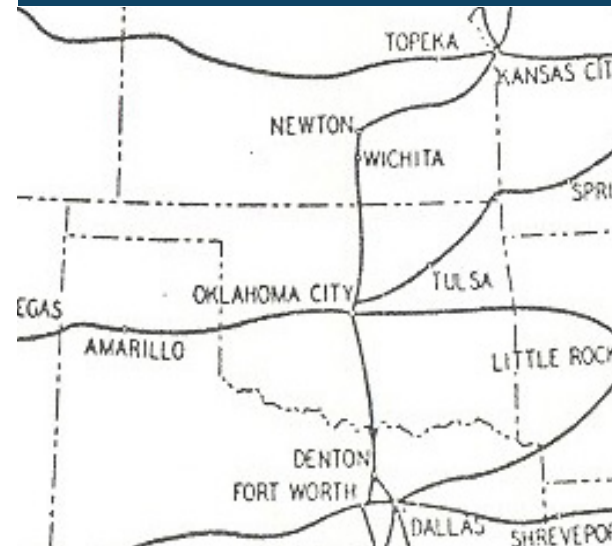 TOPEKA
KANSAS CIT
NEWTON
WICHITA
SPRI
OKLAHOMA CITY
TULSA
EGAS
AMARILLO
LITTLE ROCK
DENTON
FORT WORTH
DALLAS
SHREVEPOR